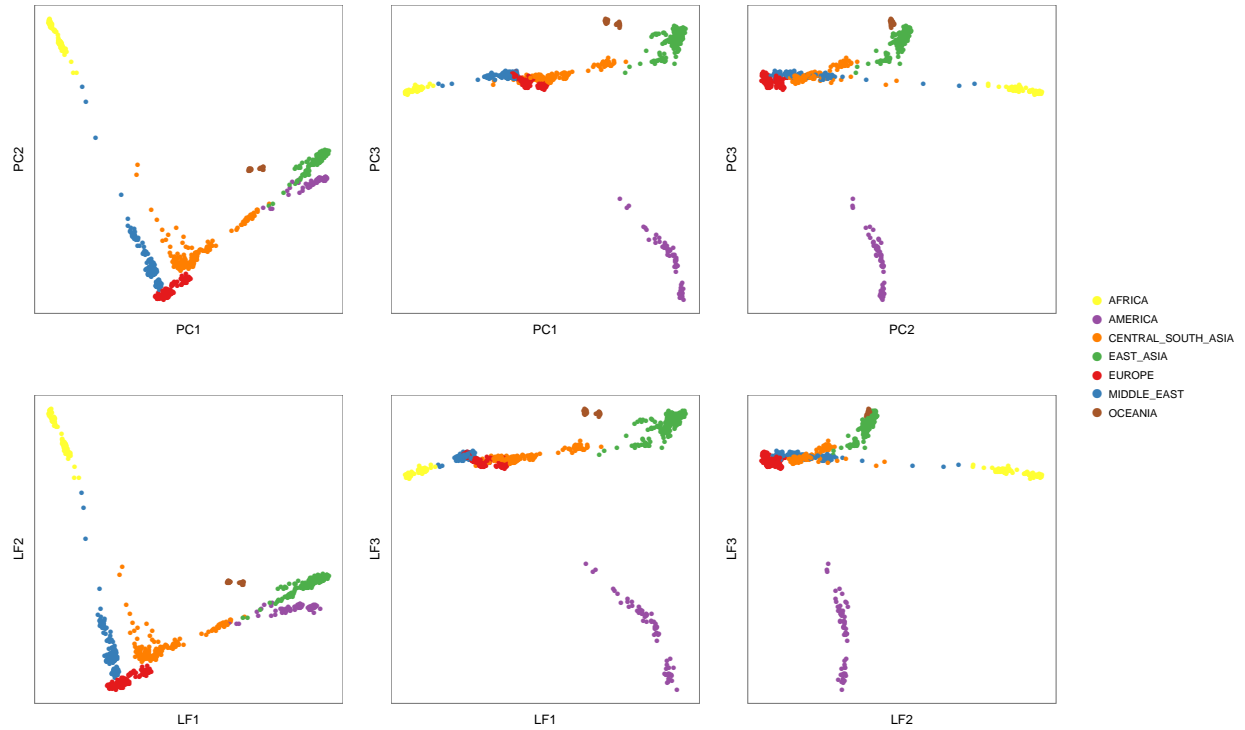 PC2
PC1
PC3
PC1
PC3
PC2
AFRICA
AMERICA
CENTRAL_SOUTH_ASIA
EAST_ASIA
EUROPE
MIDDLE_EAST
OCEANIA
LF2
LF1
LF3
LF1
LF3
LF2